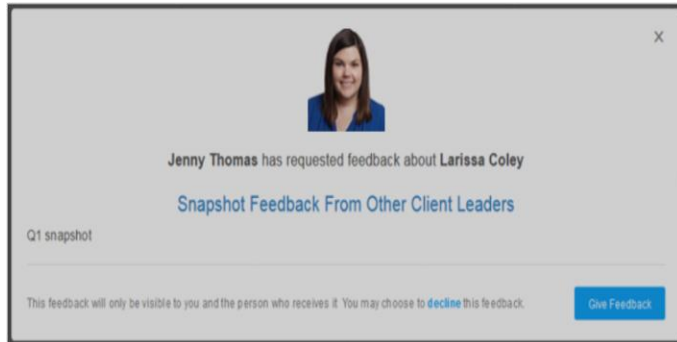 X
Jenny Thomas has requested feedback about Larissa Coley
Snapshot Feedback From Other Client Leaders
Q1 snapshot
This feedback will only be visible to you and the person who receives it. You may choose to decline this feedback.
Give Feedback